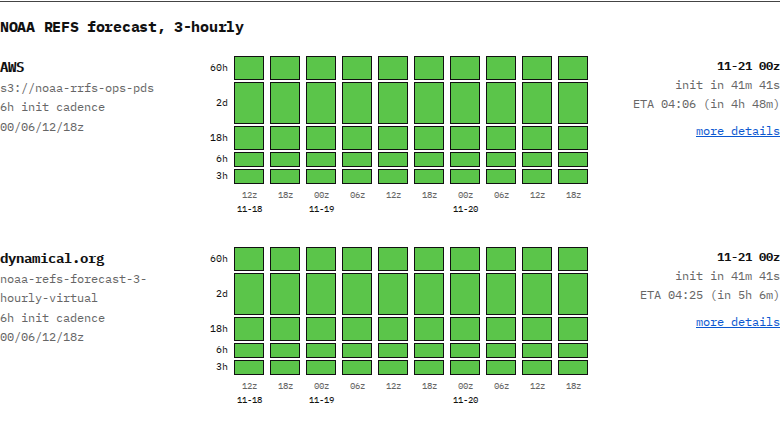 NOAA REFS forecast, 3-hourly
AWS
s3://noaa-rrfs-ops-pds
6h init cadence
00/06/12/18z
60h
2d
18h
6h
3h
12z 18z 00z 06z 12z 18z 00z 06z 12z 18z
11-18 11-19 11-20
11-21 00z
init in 41m 41s
ETA 04:06 (in 4h 48m)
more details
dynamical.org
noaa-refs-forecast-3-
hourly-virtual
6h init cadence
00/06/12/18z
60h
2d
18h
6h
3h
12z 18z 00z 06z 12z 18z 00z 06z 12z 18z
11-18 11-19 11-20
11-21 00z
init in 41m 41s
ETA 04:25 (in 5h 6m)
more details